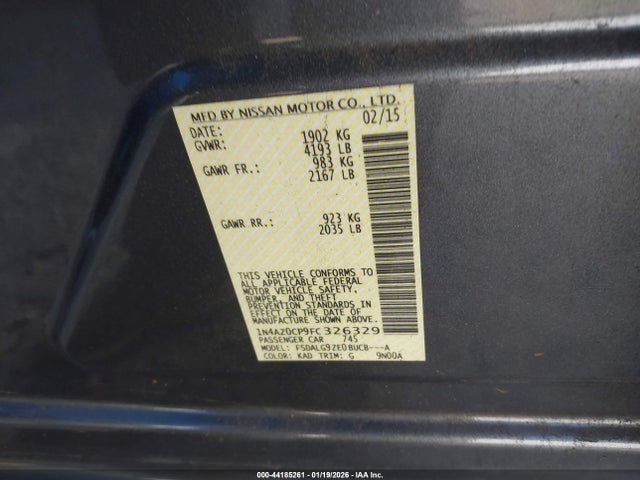 MFD BY NISSAN MOTOR CO., LTD.
DATE: 02/15
GVWR: 1902 KG
4193 LB
GAWR FR.: 983 KG
2167 LB
GAWR RR.: 923 KG
2035 LB
THIS VEHICLE CONFORMS TO
ALL APPLICABLE FEDERAL
MOTOR VEHICLE SAFETY,
BUMPER, AND THEFT
PREVENTION STANDARDS IN
EFFECT ON THE DATE OF
MANUFACTURE SHOWN ABOVE.
1N4AZ0CP9FC326329
PASSENGER CAR 745
MODEL: FSDALG9ZE0BUCB---A
COLOR: KAD TRIM: G 9N00A
000-44185261 - 01/19/2026 - IAA Inc.